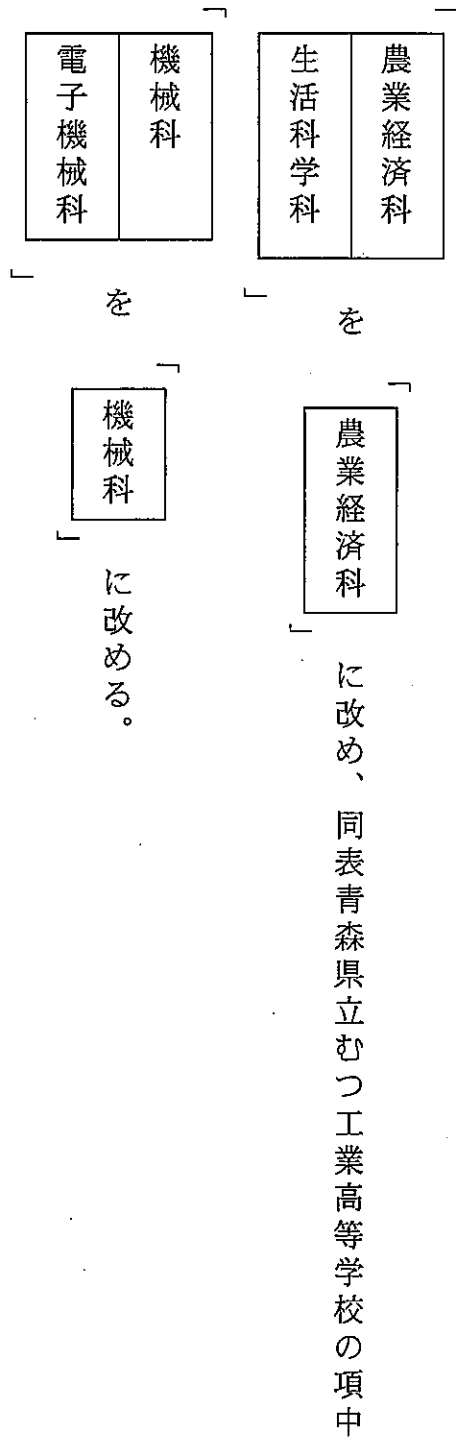 「
農業経済科
生活科学科
」を「
農業経済科
」に改め、同表青森県立むつ工業高等学校の項中
「
機械科
電子機械科
」を「
機械科
」に改める。